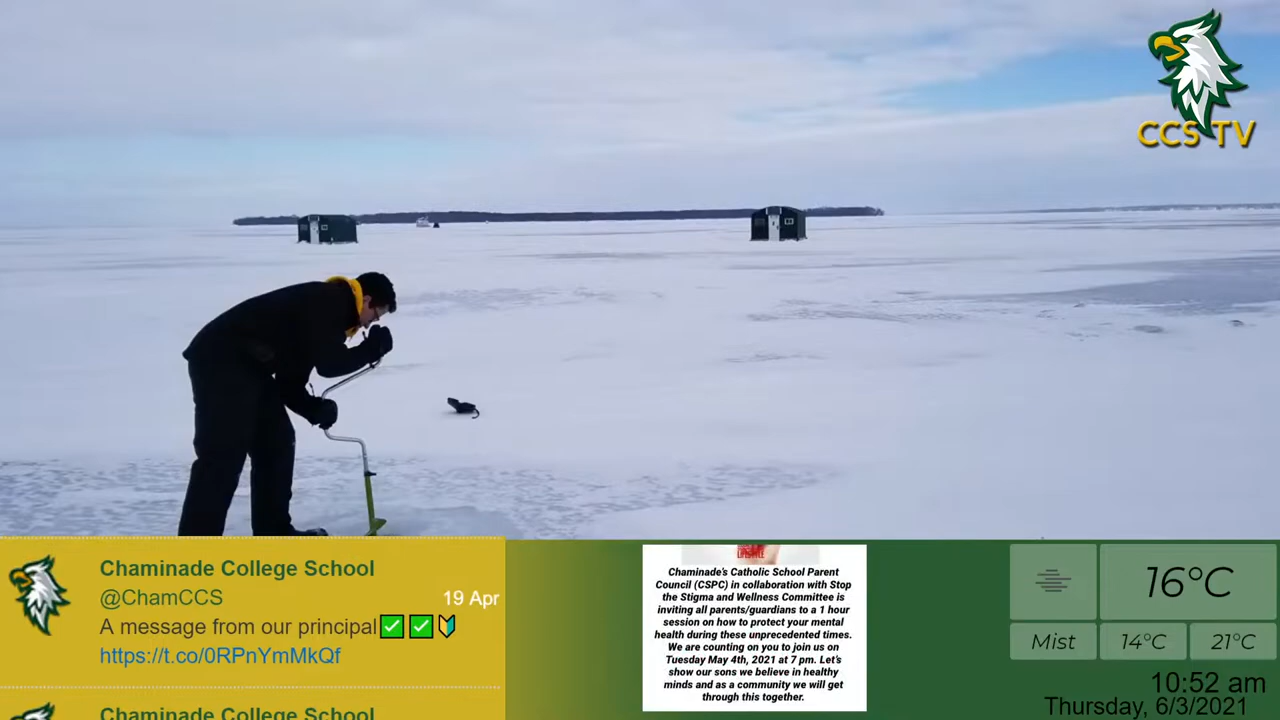 CCS TV
Chaminade College School
@ChamCCS
19 Apr
A message from our principal✅ ✅🔰
https://t.co/0RPnYmMkQf
Chaminade College School
LIFESTYLE
Chaminade's Catholic School Parent
Council (CSPC) in collaboration with Stop
the Stigma and Wellness Committee is
inviting all parents/guardians to a 1 hour
session on how to protect your mental
health during these unprecedented times.
We are counting on you to join us on
Tuesday May 4th, 2021 at 7 pm. Let's
show our sons we believe in healthy
minds and as a community we will get
through this together.
16°C
Mist
14°C
21°C
10:52 am
Thursday, 6/3/2021